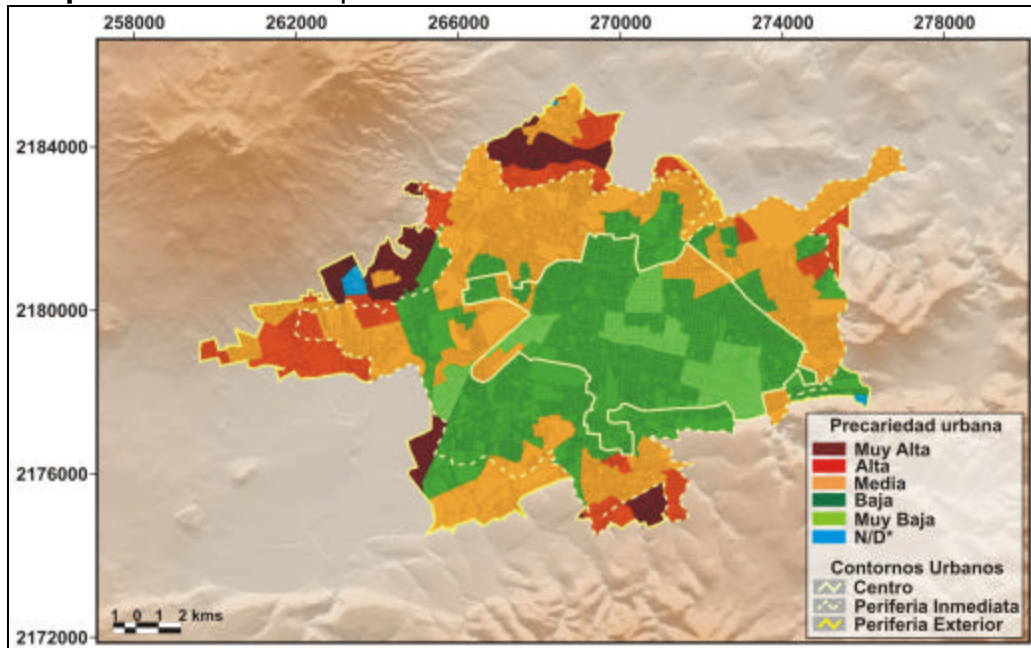 258000 262000 266000 270000 274000 278000
2184000
2180000
2176000
2172000
Precariedad urbana
Muy Alta
Alta
Media
Baja
Muy Baja
N/D*
Contornos Urbanos
Centro
Periferia Inmediata
Periferia Exterior
1 0 1 2 kms